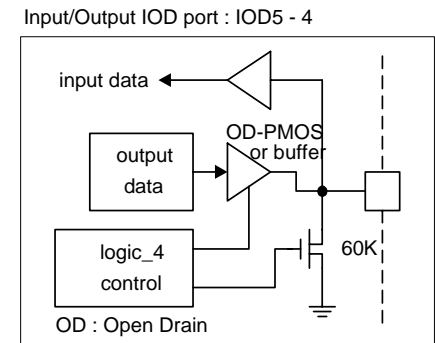 Input/Output IOD port : IOD5 - 4
input data
OD-PMOS
or buffer
output
data
60K
logic_4
control
OD : Open Drain